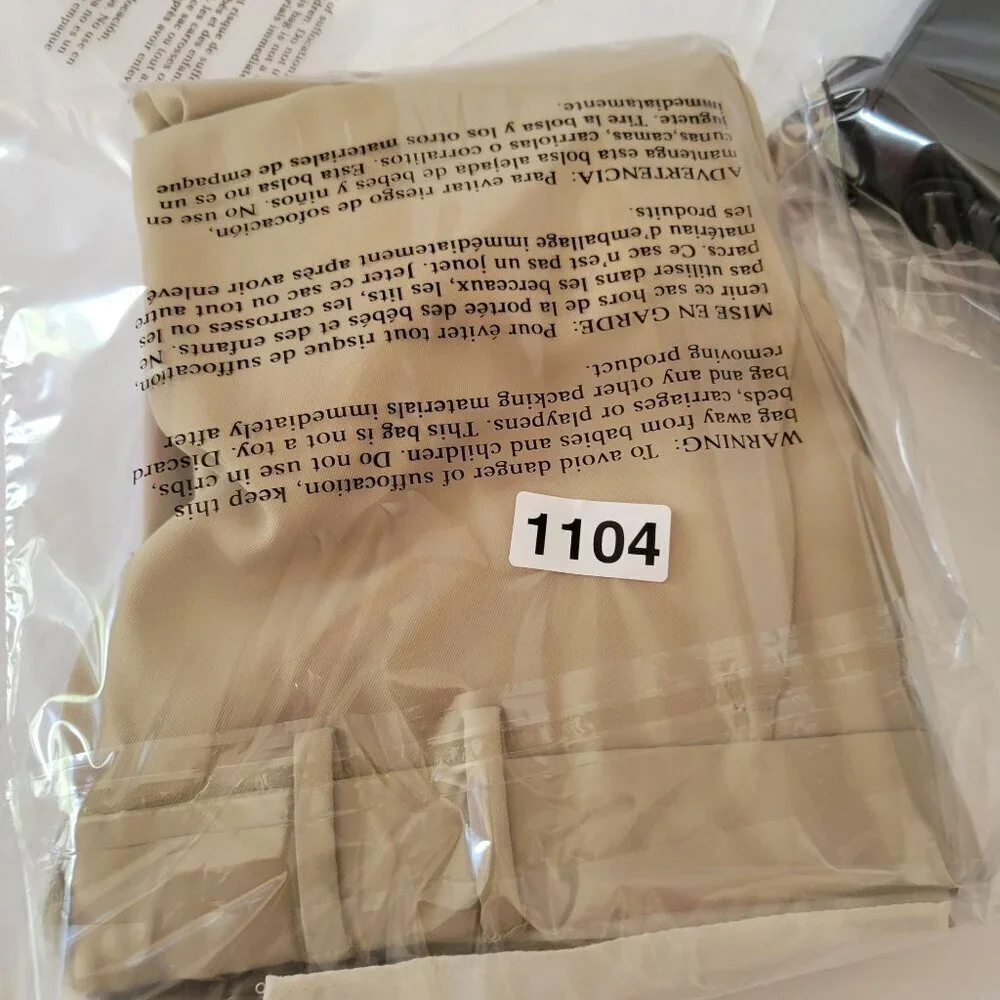 1104
WARNING: To avoid danger of suffocation, keep this
bag away from babies and children. Do not use in cribs,
beds, carriages or playpens. This bag is not a toy. Discard
bag and any other packing materials immediately after
removing product.
MISE EN GARDE: Pour éviter tout risque de suffocation,
tenir ce sac hors de la portée des bébés et des enfants. Ne
pas utiliser dans les berceaux, les lits, les carrosses ou les
parcs. Ce sac n'est pas un jouet. Jeter ce sac ou tout autre
matériau d'emballage immédiatement après avoir enlevé
les produits.
ADVERTENCIA: Para evitar riesgo de sofocación,
mantenga esta bolsa alejada de bebés y niños. No use en
cunas,camas, carriolas o corralitos. Esta bolsa no es un
juguete. Tire la bolsa y los otros materiales de empaque
immediatamente.